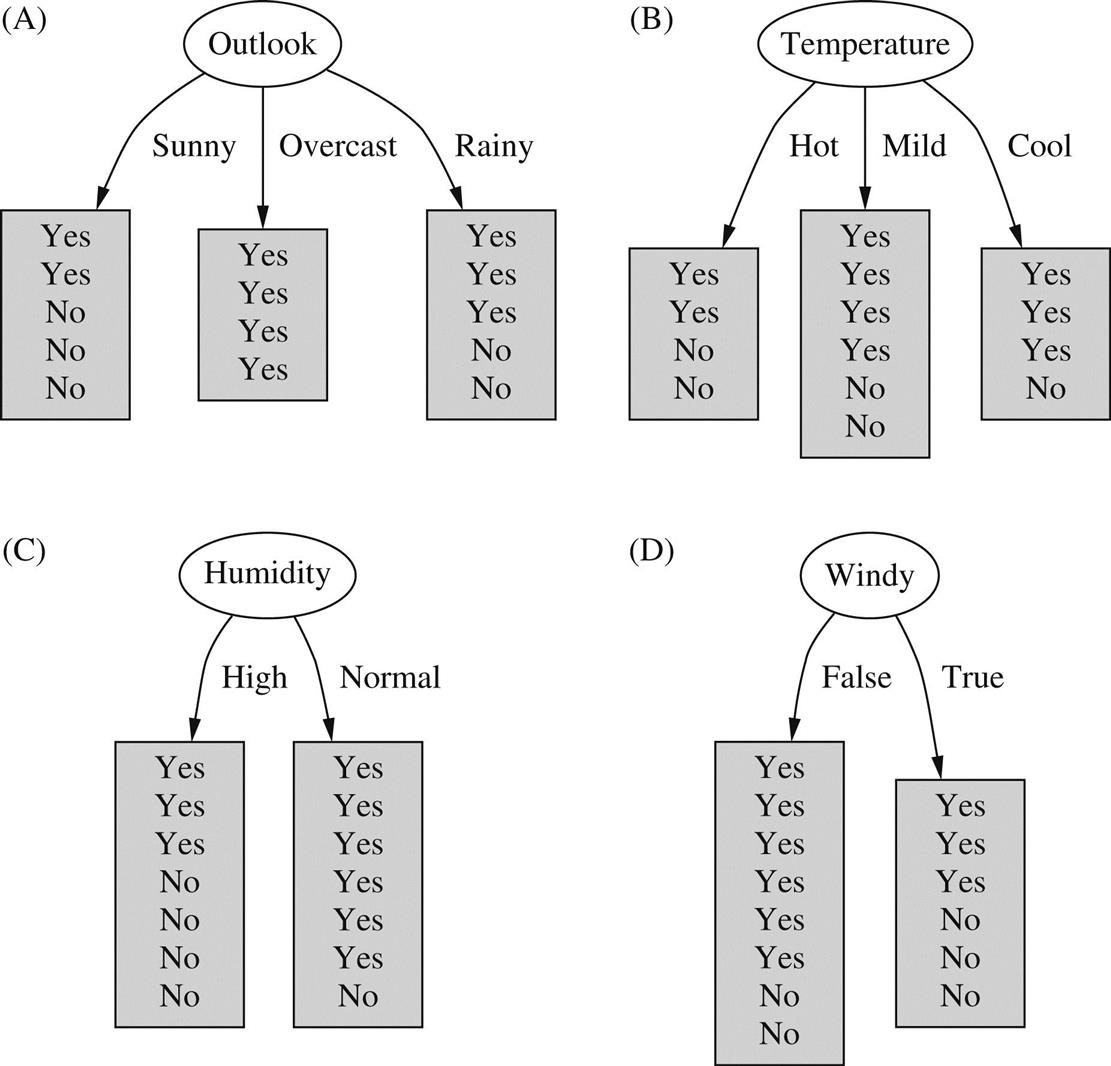 (A)
Outlook
Sunny
Overcast
Rainy
Yes
Yes
No
No
No
Yes
Yes
Yes
Yes
Yes
Yes
Yes
No
No
(B)
Temperature
Hot
Mild
Cool
Yes
Yes
No
No
Yes
Yes
Yes
Yes
No
No
Yes
Yes
Yes
No
(C)
Humidity
High
Normal
Yes
Yes
Yes
No
No
No
No
Yes
Yes
Yes
Yes
Yes
Yes
No
(D)
Windy
False
True
Yes
Yes
Yes
Yes
Yes
Yes
No
No
Yes
Yes
Yes
No
No
No